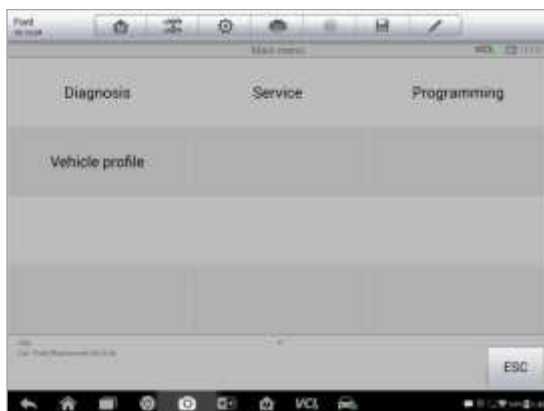 Ford
Main menu
VCI
Diagnosis
Service
Programming
Vehicle profile
ESC
VCI